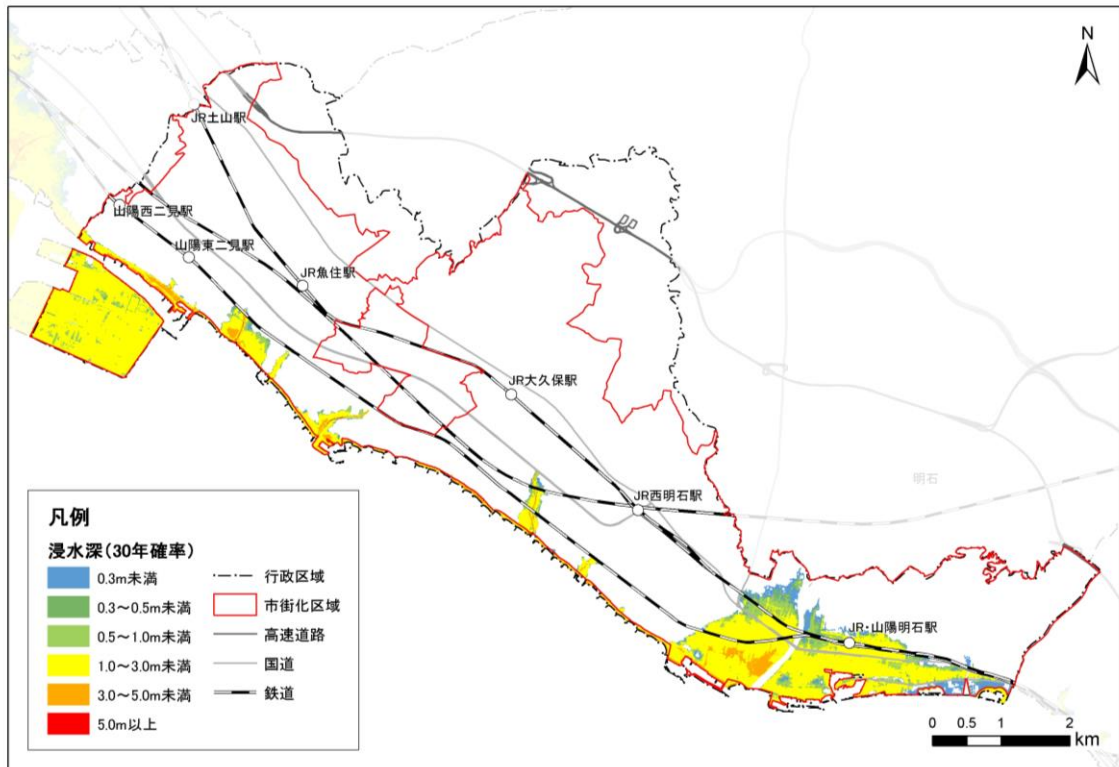 N
JR土山駅
山陽西二見駅
山陽東二見駅
JR魚住駅
JR大久保駅
明石
JR西明石駅
JR・山陽明石駅
凡例
浸水深(30年確率)
0.3m未満
0.3~0.5m未満
0.5~1.0m未満
1.0~3.0m未満
3.0~5.0m未満
5.0m以上
行政区域
市街化区域
高速道路
国道
鉄道
0 0.5 1 2
km